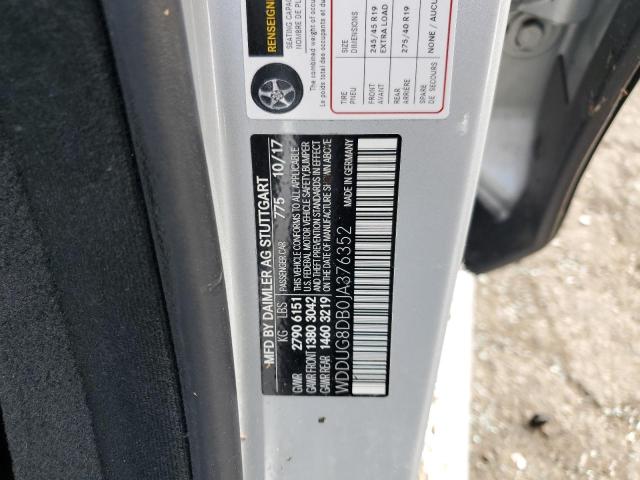 RENSEIGN
SEATING CAPAC
NOMBRE DE PL
The combined weight of occu
Le poids total des occupants et du
TIRE
PNEU
SIZE
DIMENSIONS
FRONT
AVANT
245/45 R19
EXTRA LOAD
REAR
ARRIÈRE
275/40 R19
SPARE
DE SECOURS
NONE / AUCU
MFD BY DAIMLER AG STUTTGART
KG LBS PASSENGER CAR 775 10/17
GVWR 2790 6151 THIS VEHICLE CONFORMS TO ALL APPLICABLE
GAWR FRONT 1380 3042 U.S. FEDERAL MOTOR VEHICLE SAFETY, BUMPER
GAWR REAR 1460 3219 AND THEFT PREVENTION STANDARDS IN EFFECT
ON THE DATE OF MANUFACTURE SHOWN ABOVE
WDDUG8DB0JA376352 MADE IN GERMANY